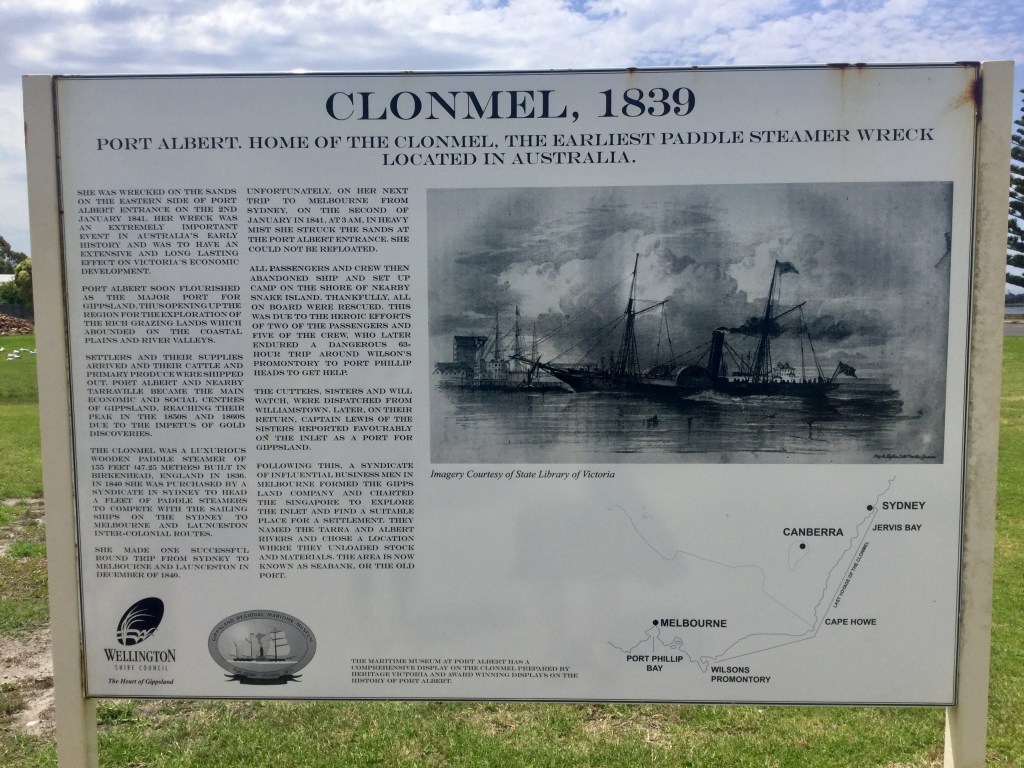 CLONMEL, 1839
PORT ALBERT. HOME OF THE CLONMEL, THE EARLIEST PADDLE STEAMER WRECK
LOCATED IN AUSTRALIA.
SHE WAS WRECKED ON THE SANDS
ON THE EASTERN SIDE OF PORT
ALBERT ENTRANCE ON THE 2ND
JANUARY 1841. HER WRECK WAS
AN EXTREMELY IMPORTANT
EVENT IN AUSTRALIA'S EARLY
HISTORY AND WAS TO HAVE AN
EXTENSIVE AND LONG LASTING
EFFECT ON VICTORIA'S ECONOMIC
DEVELOPMENT.
PORT ALBERT SOON FLOURISHED
AS THE MAJOR PORT FOR
GIPPSLAND, THUS OPENING UP THE
REGION FOR THE EXPLORATION OF
THE RICH GRAZING LANDS WHICH
ABOUNDED ON THE COASTAL
PLAINS AND RIVER VALLEYS.
SETTLERS AND THEIR SUPPLIES
ARRIVED AND THEIR CATTLE AND
PRIMARY PRODUCE WERE SHIPPED
OUT. PORT ALBERT AND NEARBY
TARRAVILLE BECAME THE MAIN
ECONOMIC AND SOCIAL CENTRES
OF GIPPSLAND, REACHING THEIR
PEAK IN THE 1850S AND 1860S
DUE TO THE IMPETUS OF GOLD
DISCOVERIES.
THE CLONMEL WAS A LUXURIOUS
WOODEN PADDLE STEAMER OF
155 FEET (47.25 METRES) BUILT IN
BIRKENHEAD, ENGLAND IN 1836.
IN 1840 SHE WAS PURCHASED BY A
SYNDICATE IN SYDNEY TO HEAD
A FLEET OF PADDLE STEAMERS
TO COMPETE WITH THE SAILING
SHIPS ON THE SYDNEY TO
MELBOURNE AND LAUNCESTON
INTER-COLONIAL ROUTES.
SHE MADE ONE SUCCESSFUL
ROUND TRIP FROM SYDNEY TO
MELBOURNE AND LAUNCESTON IN
DECEMBER OF 1840.
UNFORTUNATELY, ON HER NEXT
TRIP TO MELBOURNE FROM
SYDNEY, ON THE SECOND OF
JANUARY IN 1841, AT 3 AM, IN HEAVY
MIST SHE STRUCK THE SANDS AT
THE PORT ALBERT ENTRANCE. SHE
COULD NOT BE REFLOATED.
ALL PASSENGERS AND CREW THEN
ABANDONED SHIP AND SET UP
CAMP ON THE SHORE OF NEARBY
SNAKE ISLAND. THANKFULLY, ALL
ON BOARD WERE RESCUED. THIS
WAS DUE TO THE HEROIC EFFORTS
OF TWO OF THE PASSENGERS AND
FIVE OF THE CREW, WHO LATER
ENDURED A DANGEROUS 63-
HOUR TRIP AROUND WILSON'S
PROMONTORY TO PORT PHILLIP
HEADS TO GET HELP.
THE CUTTERS, SISTERS AND WILL
WATCH, WERE DISPATCHED FROM
WILLIAMSTOWN. LATER, ON THEIR
RETURN, CAPTAIN LEWIS OF THE
SISTERS REPORTED FAVOURABLY
ON THE INLET AS A PORT FOR
GIPPSLAND.
FOLLOWING THIS, A SYNDICATE
OF INFLUENTIAL BUSINESS MEN IN
MELBOURNE FORMED THE GIPPS
LAND COMPANY AND CHARTED
THE SINGAPORE TO EXPLORE
THE INLET AND FIND A SUITABLE
PLACE FOR A SETTLEMENT. THEY
NAMED THE TARRA AND ALBERT
RIVERS AND CHOSE A LOCATION
WHERE THEY UNLOADED STOCK
AND MATERIALS. THE AREA IS NOW
KNOWN AS SEABANK, OR THE OLD
PORT.
Imagery Courtesy of State Library of Victoria
SYDNEY
JERVIS BAY
CANBERRA
LAST VOYAGE OF THE CLONMEL
CAPE HOWE
MELBOURNE
PORT PHILLIP
BAY
WILSONS
PROMONTORY
WELLINGTON
SHIRE COUNCIL
The Heart of Gippsland
GIPPSLAND REGIONAL MARITIME MUSEUM
THE MARITIME MUSEUM AT PORT ALBERT HAS A
COMPREHENSIVE DISPLAY ON THE CLONMEL PREPARED BY
HERITAGE VICTORIA AND AWARD WINNING DISPLAYS ON THE
HISTORY OF PORT ALBERT.